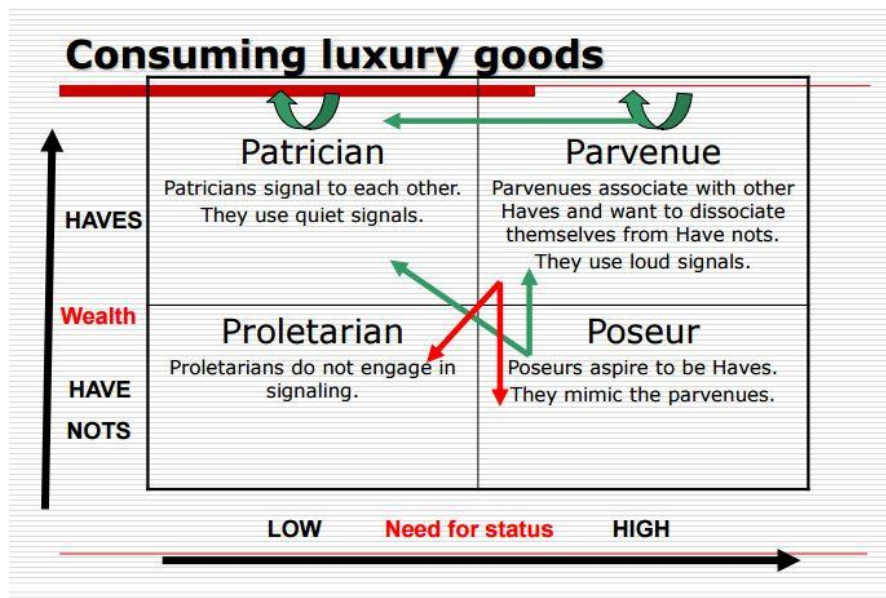 Consuming luxury goods
Patrician
Patricians signal to each other.
They use quiet signals.
Parvenue
Parvenues associate with other
Haves and want to dissociate
themselves from Have nots.
They use loud signals.
HAVES
Wealth
HAVE
NOTS
Proletarian
Proletarians do not engage in
signaling.
Poseur
Poseurs aspire to be Haves.
They mimic the parvenues.
LOW Need for status HIGH